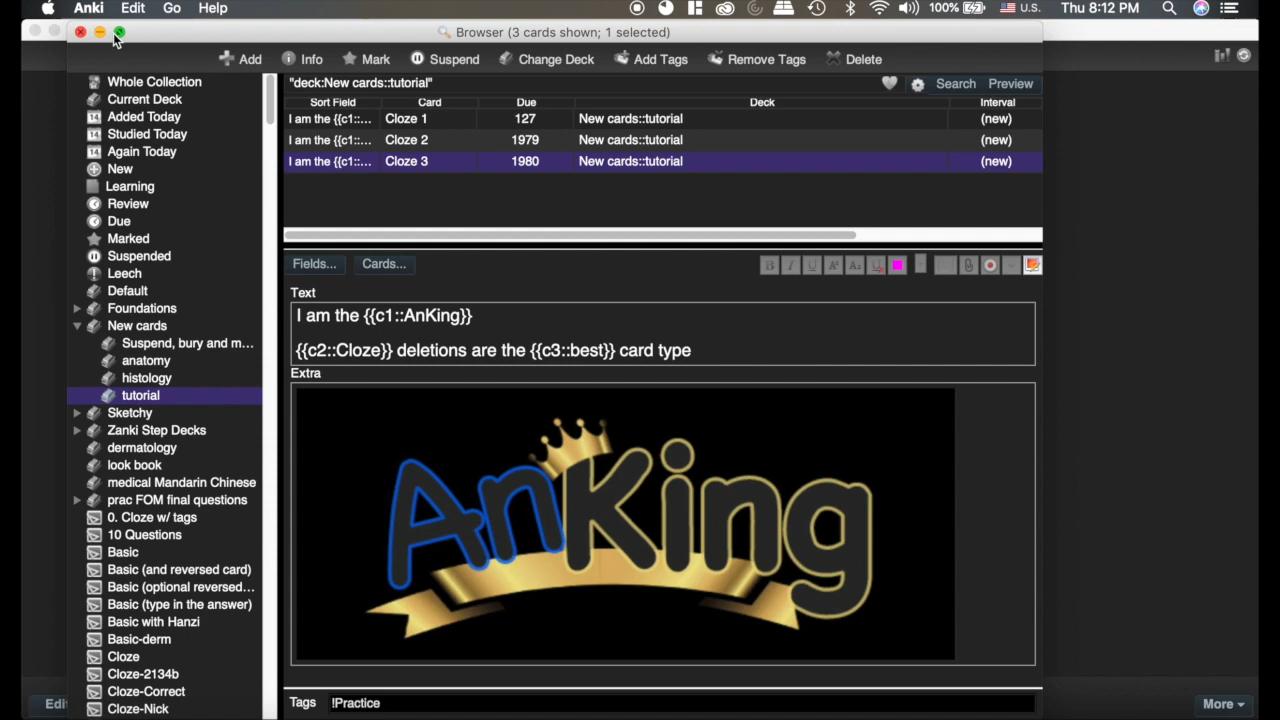 Anki Edit Go Help 100% U.S. Thu 8:12 PM
Browser (3 cards shown; 1 selected)
Add Info Mark Suspend Change Deck Add Tags Remove Tags Delete
Whole Collection
Current Deck
Added Today
Studied Today
Again Today
New
Learning
Review
Due
Marked
Suspended
Leech
Default
Foundations
New cards
Suspend, bury and m...
anatomy
histology
tutorial
Sketchy
Zanki Step Decks
dermatology
look book
medical Mandarin Chinese
prac FOM final questions
0. Cloze w/ tags
10 Questions
Basic
Basic (and reversed card)
Basic (optional reversed...
Basic (type in the answer)
Basic with Hanzi
Basic-derm
Cloze
Cloze-2134b
Cloze-Correct
Cloze-Nick
"deck:New cards::tutorial" Search Preview
Sort Field Card Due Deck Interval
I am the {{c1::... Cloze 1 127 New cards::tutorial (new)
I am the {{c1::... Cloze 2 1979 New cards::tutorial (new)
I am the {{c1::... Cloze 3 1980 New cards::tutorial (new)
Fields... Cards...
Text
I am the {{c1::AnKing}}
{{c2::Cloze}} deletions are the {{c3::best}} card type
Extra
AnKing
Tags !Practice
Edit More